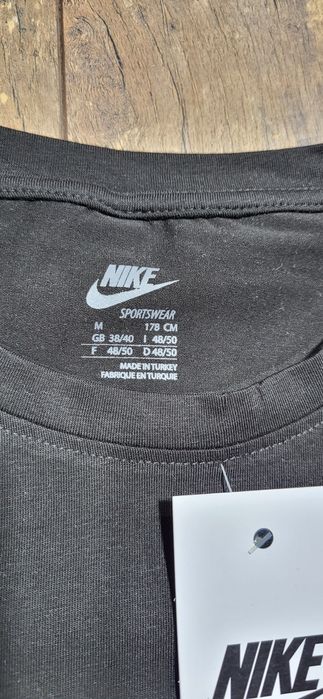 NIKE
SPORTSWEAR
M 178 CM
GB 38/40 I 48/50
F 48/50 D 48/50
MADE IN TURKEY
FABRIQUE EN TURQUIE
NIKE